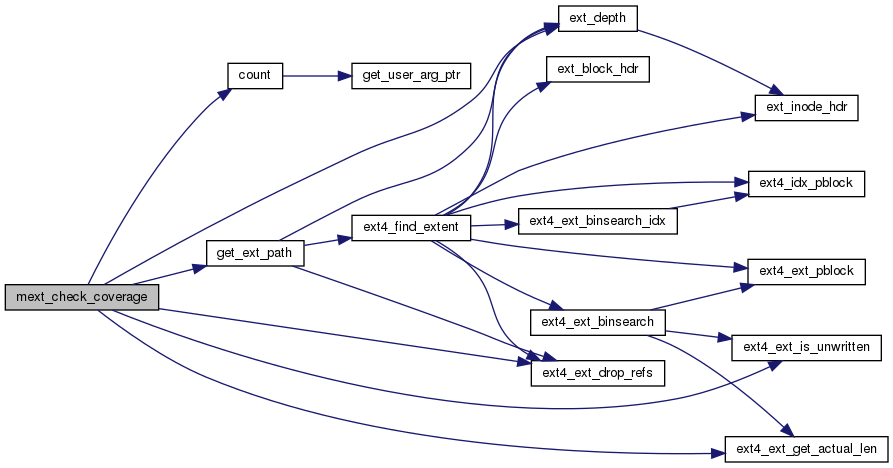 ext_depth
count
get_user_arg_ptr
ext_block_hdr
ext_inode_hdr
ext4_idx_pblock
ext4_find_extent
ext4_ext_binsearch_idx
get_ext_path
ext4_ext_pblock
mext_check_coverage
ext4_ext_binsearch
ext4_ext_is_unwritten
ext4_ext_drop_refs
ext4_ext_get_actual_len